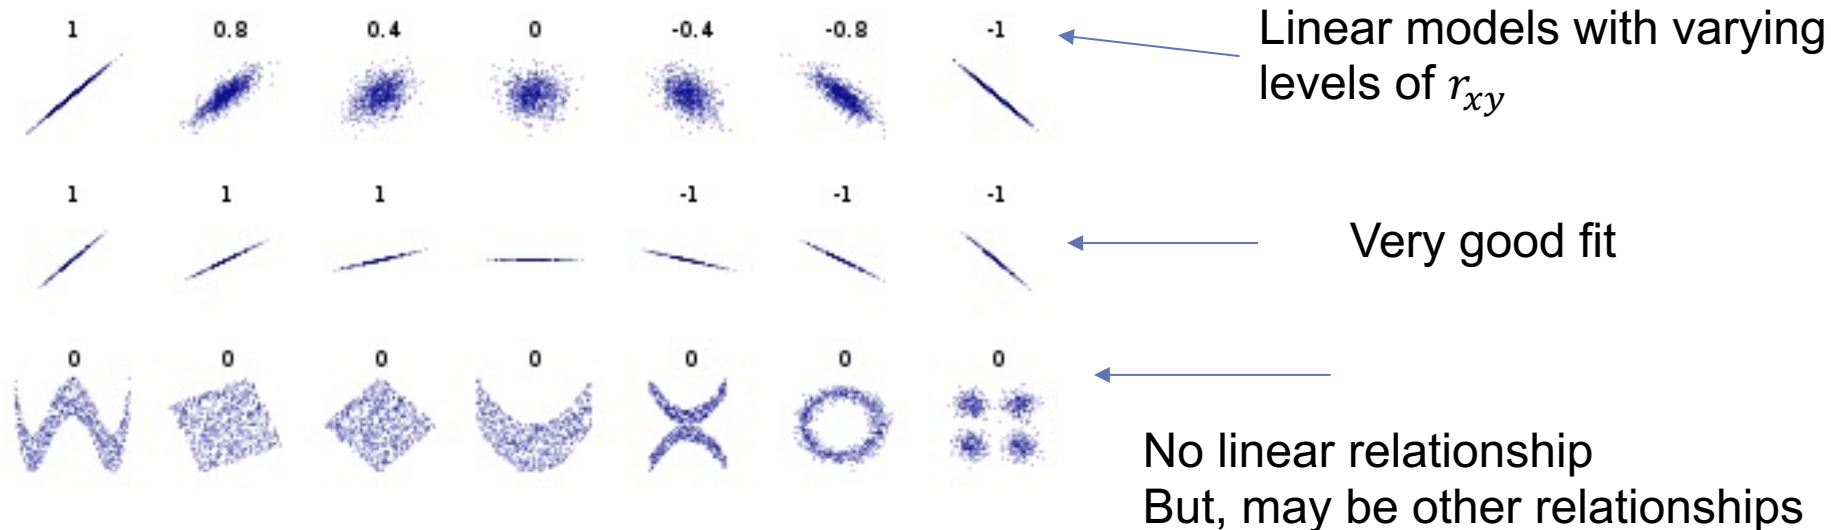 1 0.8 0.4 0 -0.4 -0.8 -1
Linear models with varying
levels of r_xy
1 1 1 -1 -1 -1
Very good fit
0 0 0 0 0 0 0
No linear relationship
But, may be other relationships